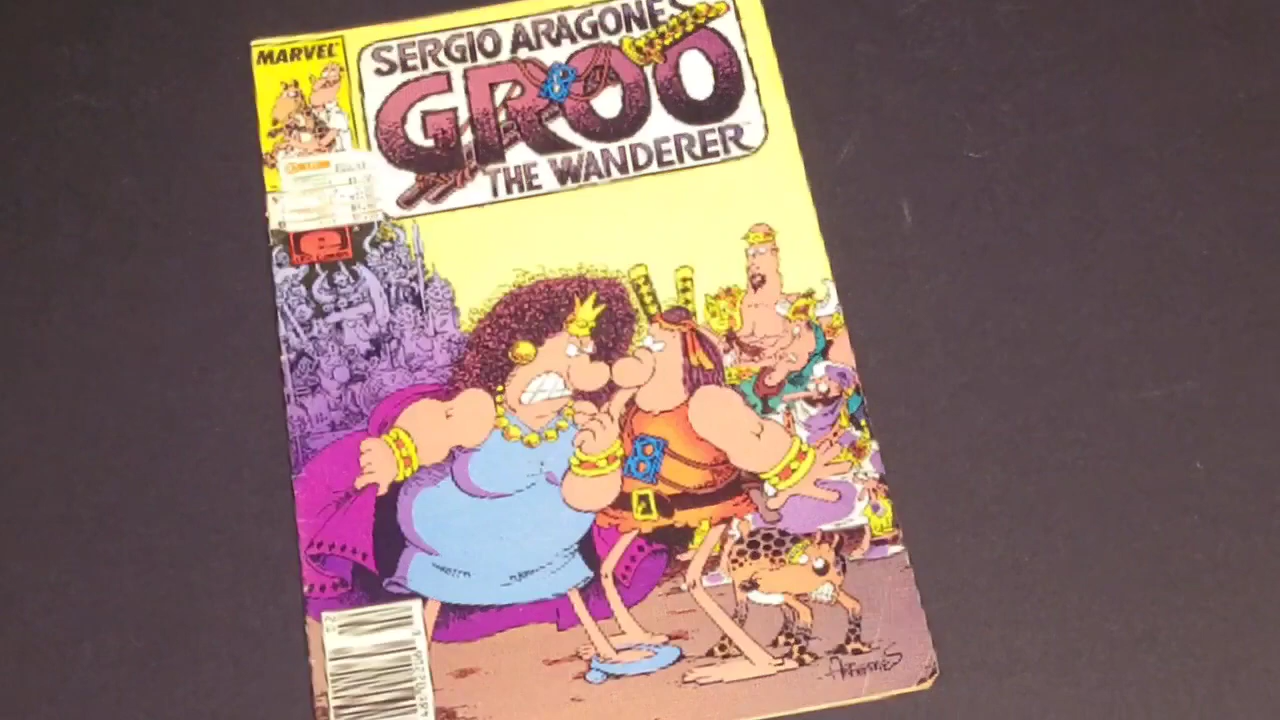 MARVEL
SERGIO ARAGONES
GROO
THE WANDERER
ARAGONES